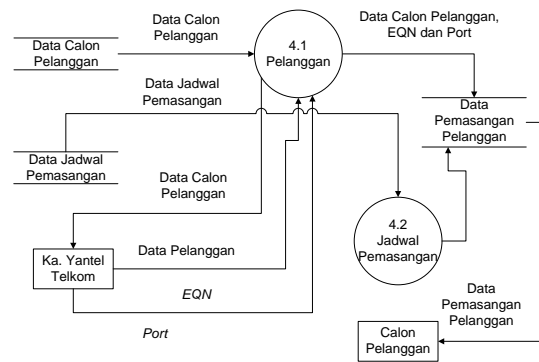 Data Calon
Pelanggan
Data Calon
Pelanggan
4.1
Pelanggan
Data Calon Pelanggan,
EQN dan Port
Data Jadwal
Pemasangan
Data
Pemasangan
Pelanggan
Data Jadwal
Pemasangan
Data Calon
Pelanggan
4.2
Jadwal
Pemasangan
Ka. Yantel
Telkom
Data Pelanggan
EQN
Port
Data
Pemasangan
Pelanggan
Calon
Pelanggan